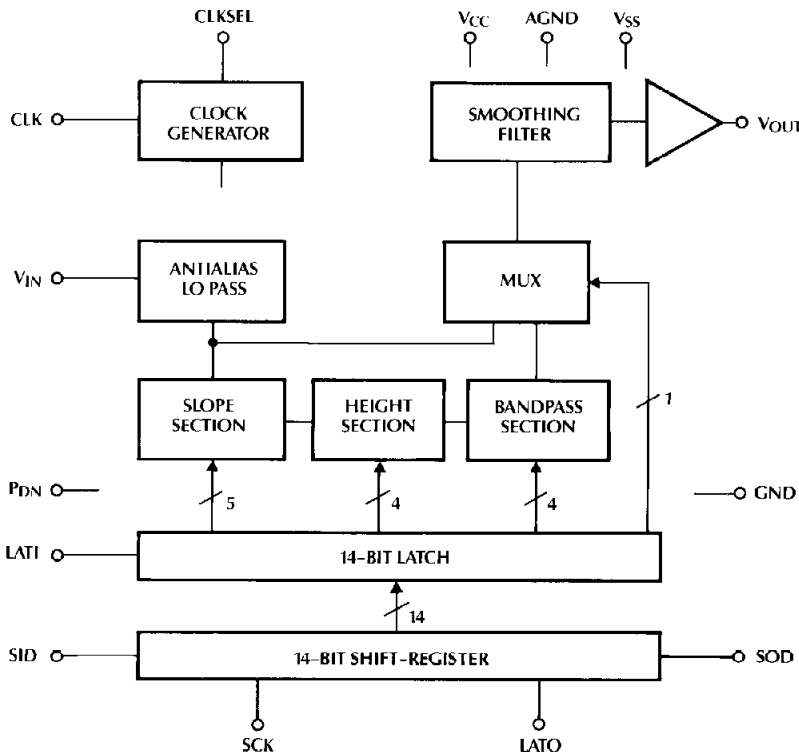 CLKSEL
VCC
AGND
VSS
CLK
CLOCK
GENERATOR
SMOOTHING
FILTER
VOUT
VIN
ANTIALIAS
LO PASS
MUX
SLOPE
SECTION
HEIGHT
SECTION
BANDPASS
SECTION
1
PDN
5
4
4
GND
LATI
14-BIT LATCH
14
SID
14-BIT SHIFT-REGISTER
SOD
SCK
LATO